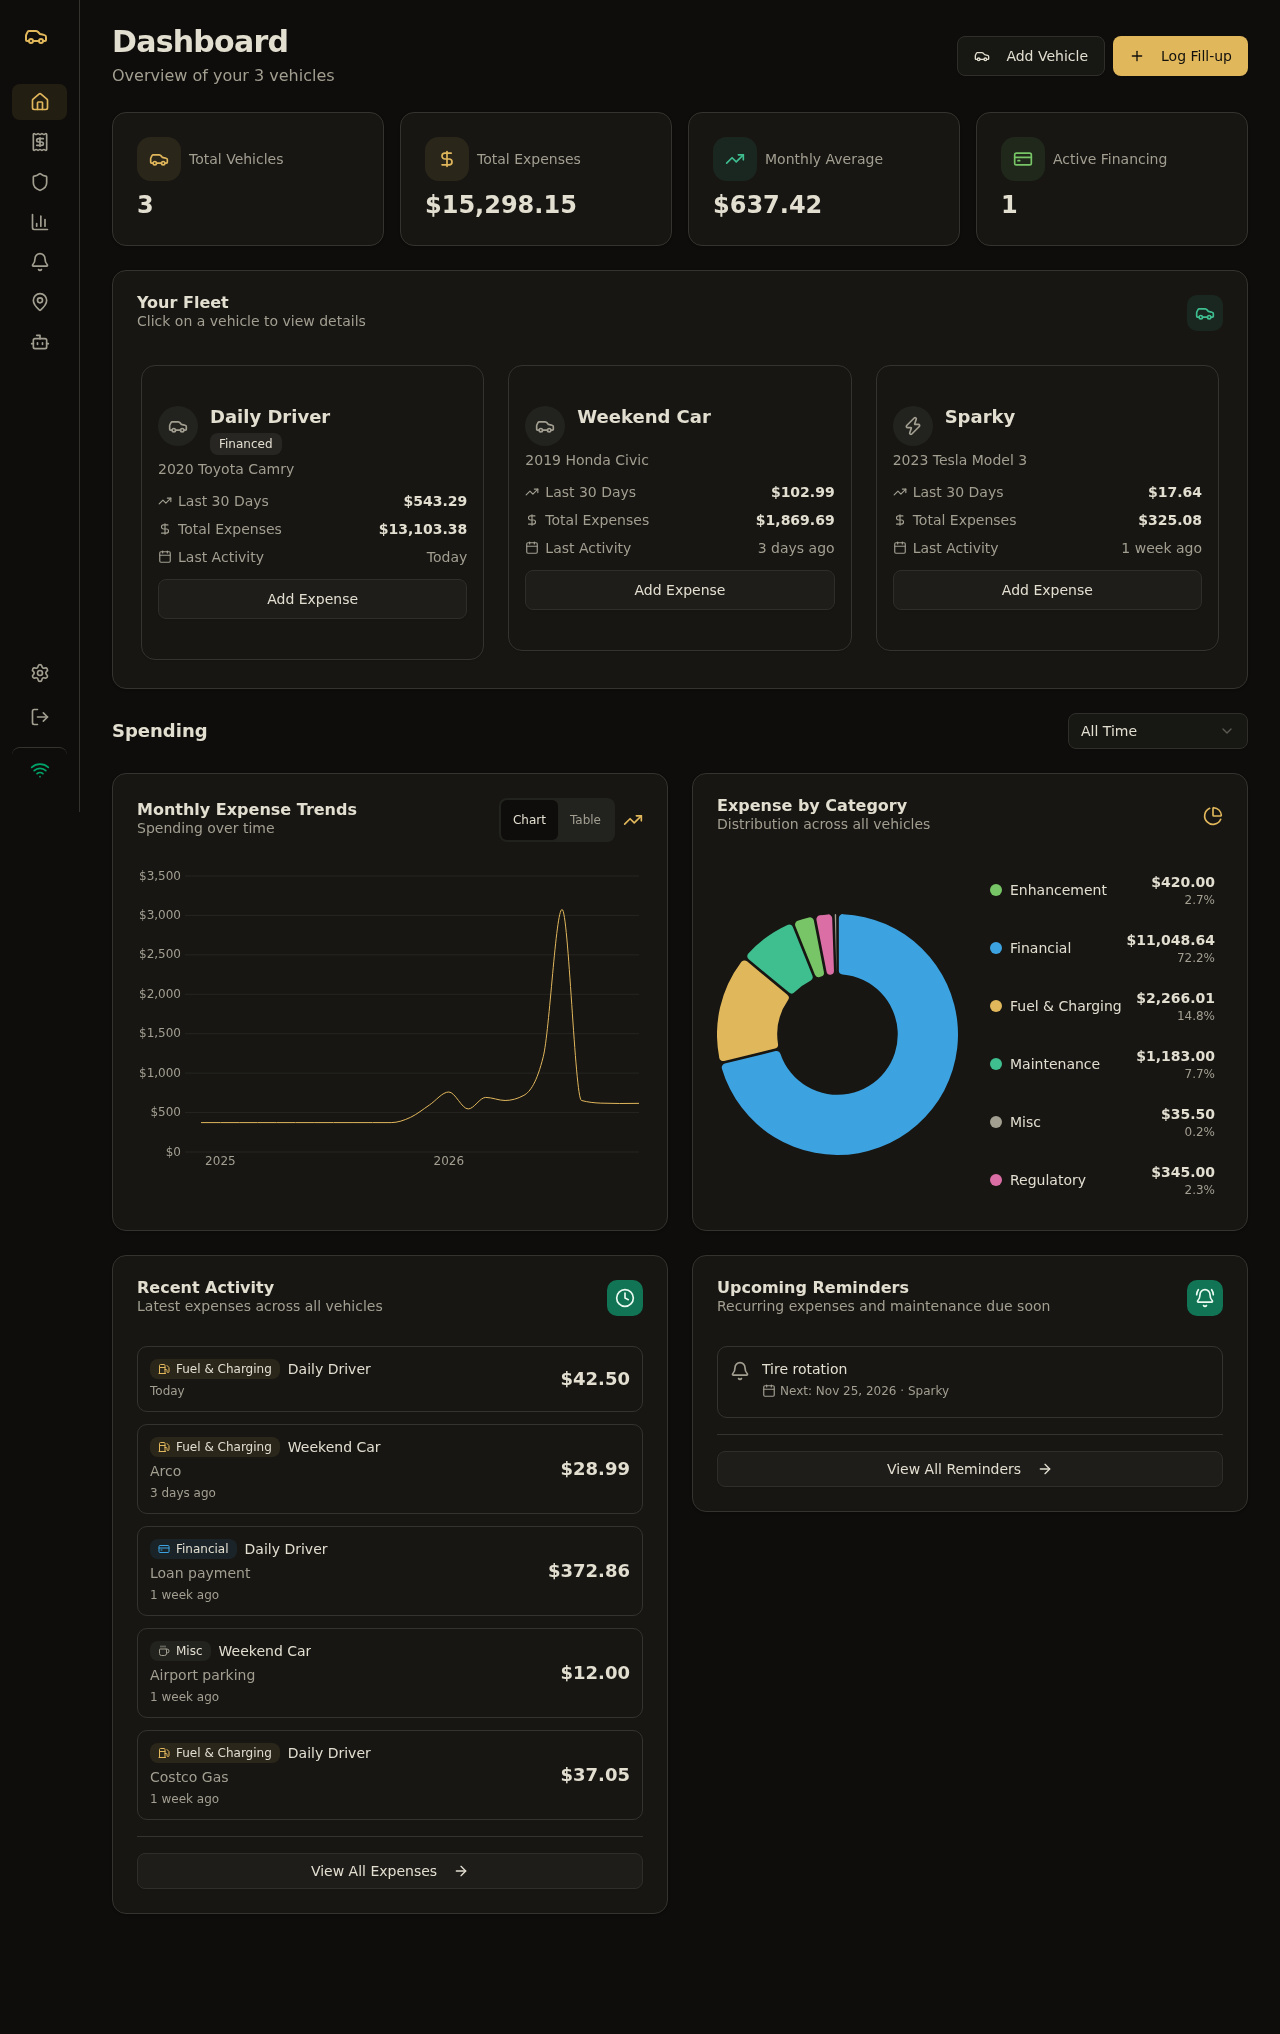 Dashboard
Overview of your 3 vehicles
Add Vehicle
Log Fill-up
Total Vehicles
3
Total Expenses
$15,298.15
Monthly Average
$637.42
Active Financing
1
Your Fleet
Click on a vehicle to view details
Daily Driver
Financed
2020 Toyota Camry
Last 30 Days $543.29
Total Expenses $13,103.38
Last Activity Today
Add Expense
Weekend Car
2019 Honda Civic
Last 30 Days $102.99
Total Expenses $1,869.69
Last Activity 3 days ago
Add Expense
Sparky
2023 Tesla Model 3
Last 30 Days $17.64
Total Expenses $325.08
Last Activity 1 week ago
Add Expense
Spending
All Time
Monthly Expense Trends
Spending over time
Chart Table
$3,500
$3,000
$2,500
$2,000
$1,500
$1,000
$500
$0
2025 2026
Expense by Category
Distribution across all vehicles
Enhancement $420.00
2.7%
Financial $11,048.64
72.2%
Fuel & Charging $2,266.01
14.8%
Maintenance $1,183.00
7.7%
Misc $35.50
0.2%
Regulatory $345.00
2.3%
Recent Activity
Latest expenses across all vehicles
Fuel & Charging Daily Driver
Today
$42.50
Fuel & Charging Weekend Car
Arco
3 days ago
$28.99
Financial Daily Driver
Loan payment
1 week ago
$372.86
Misc Weekend Car
Airport parking
1 week ago
$12.00
Fuel & Charging Daily Driver
Costco Gas
1 week ago
$37.05
View All Expenses
Upcoming Reminders
Recurring expenses and maintenance due soon
Tire rotation
Next: Nov 25, 2026 · Sparky
View All Reminders